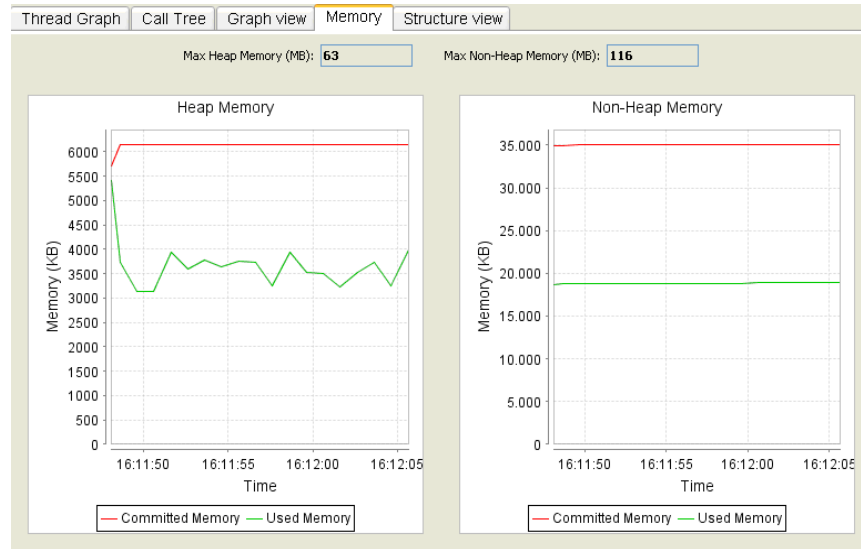 Thread Graph Call Tree Graph view Memory Structure view
Max Heap Memory (MB): 63 Max Non-Heap Memory (MB): 116
Heap Memory
Memory (KB)
6000
5500
5000
4500
4000
3500
3000
2500
2000
1500
1000
500
0
16:11:50 16:11:55 16:12:00 16:12:05
Time
Committed Memory Used Memory
Non-Heap Memory
Memory (KB)
35.000
30.000
25.000
20.000
15.000
10.000
5.000
0
16:11:50 16:11:55 16:12:00 16:12:05
Time
Committed Memory Used Memory